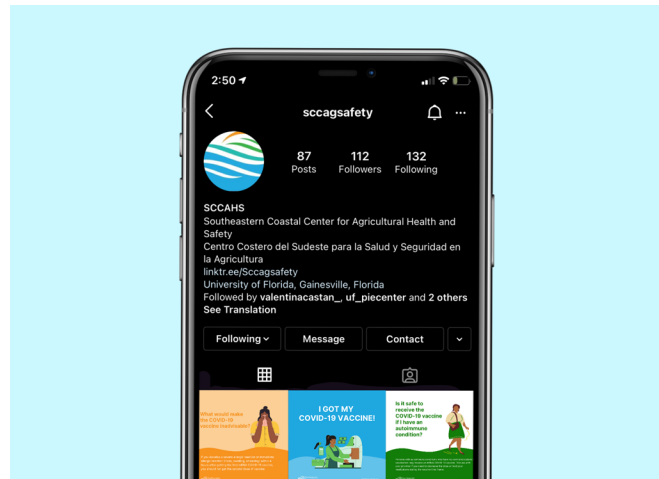 2:50
sccagsafety
87 112 132
Posts Followers Following
SCCAHS
Southeastern Coastal Center for Agricultural Health and
Safety
Centro Costero del Sudeste para la Salud y Seguridad en
la Agricultura
linktr.ee/Sccagsafety
University of Florida, Gainesville, Florida
Followed by valentinacastan_, uf_piecenter and 2 others
See Translation
Following Message Contact
What would make
the COVID-19
vaccine inadvisable?
I GOT MY
COVID-19 VACCINE!
Is it safe to
receive the
COVID-19 vaccine
if I have an
autoimmune
condition?